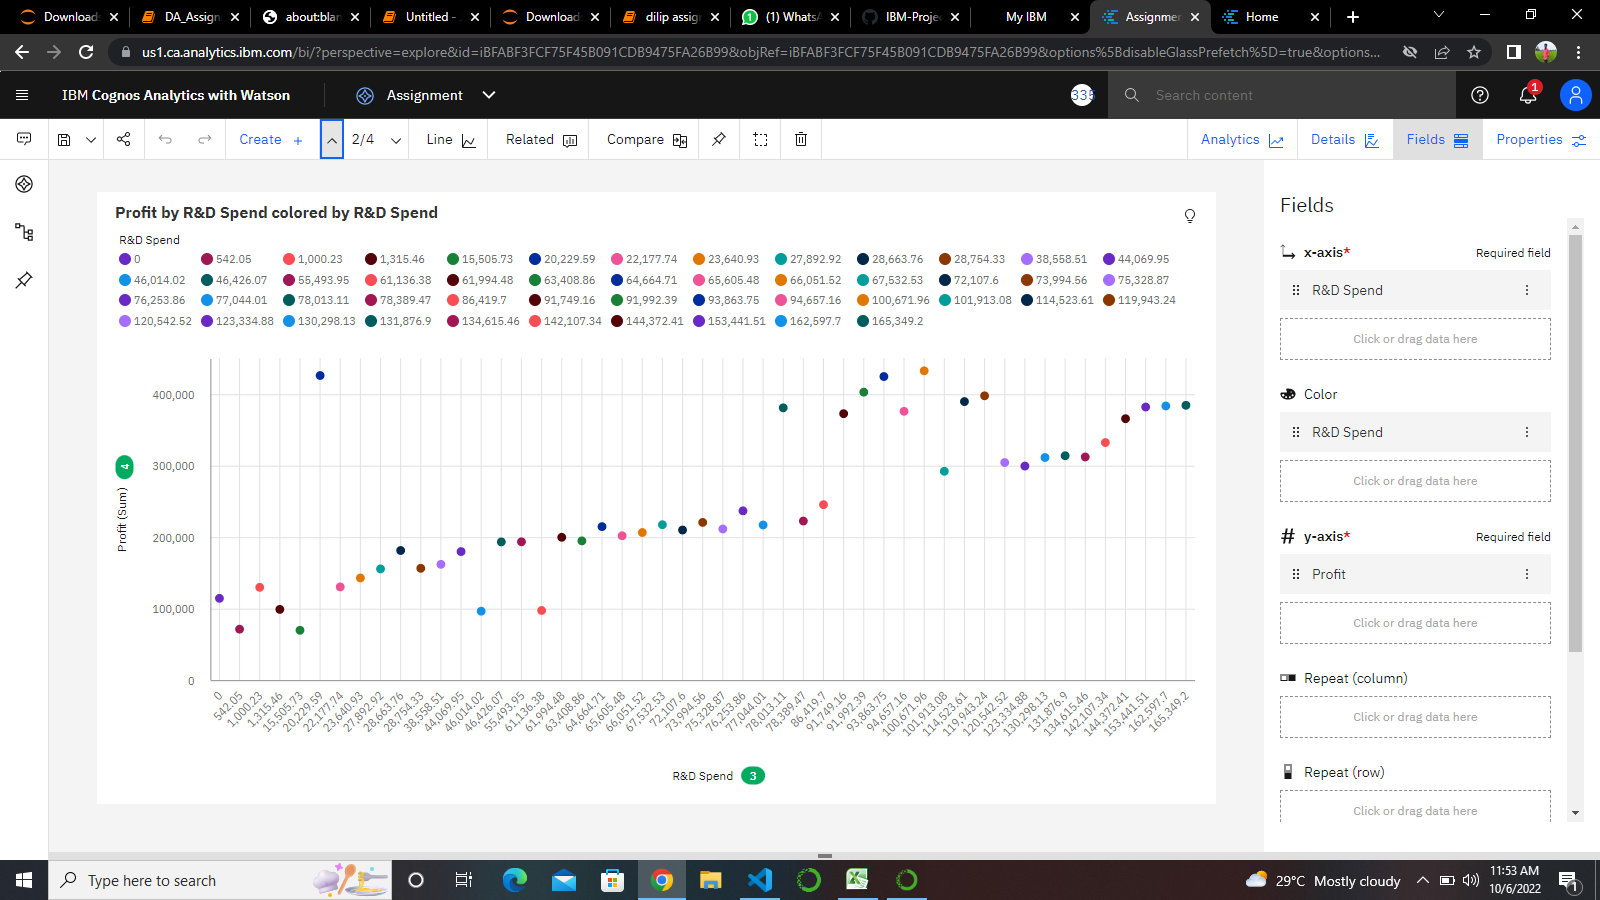 Downloads
DA_Assign
about:blan
Untitled -
Downloads
dilip assig
(1) WhatsA
IBM-Proje
My IBM
Assignmen
Home
us1.ca.analytics.ibm.com/bi/?perspective=explore&id=iBFABF3FCF75F45B091CDB9475FA26B99&objRef=iBFABF3FCF75F45B091CDB9475FA26B99&options%5BdisableGlassPrefetch%5D=true&options...
IBM Cognos Analytics with Watson
Assignment
335
Search content
1
Create +
2/4
Line
Related
Compare
Analytics
Details
Fields
Properties
Profit by R&D Spend colored by R&D Spend
R&D Spend
0 542.05 1,000.23 1,315.46 15,505.73 20,229.59 22,177.74 23,640.93 27,892.92 28,663.76 28,754.33 38,558.51 44,069.95
46,014.02 46,426.07 55,493.95 61,136.38 61,994.48 63,408.86 64,664.71 65,605.48 66,051.52 67,532.53 72,107.6 73,994.56 75,328.87
76,253.86 77,044.01 78,013.11 78,389.47 86,419.7 91,749.16 91,992.39 93,863.75 94,657.16 100,671.96 101,913.08 114,523.61 119,943.24
120,542.52 123,334.88 130,298.13 131,876.9 134,615.46 142,107.34 144,372.41 153,441.51 162,597.7 165,349.2
400,000
300,000
200,000
100,000
0
Profit (Sum) 4
0 542.05 1,000.23 1,315.46 15,505.73 20,229.59 22,177.74 23,640.93 27,892.92 28,663.76 28,754.33 38,558.51 44,069.95 46,014.02 46,426.07 55,493.95 61,136.38 61,994.48 63,408.86 64,664.71 65,605.48 66,051.52 67,532.53 72,107.6 73,994.56 75,328.87 76,253.86 77,044.01 78,013.11 78,389.47 86,419.7 91,749.16 91,992.39 93,863.75 94,657.16 100,671.96 101,913.08 114,523.61 119,943.24 120,542.52 123,334.88 130,298.13 131,876.9 134,615.46 142,107.34 144,372.41 153,441.51 162,597.7 165,349.2
R&D Spend 3
Fields
x-axis* Required field
R&D Spend
Click or drag data here
Color
R&D Spend
Click or drag data here
# y-axis* Required field
Profit
Click or drag data here
Repeat (column)
Click or drag data here
Repeat (row)
Click or drag data here
Type here to search
29°C Mostly cloudy
11:53 AM
10/6/2022
1